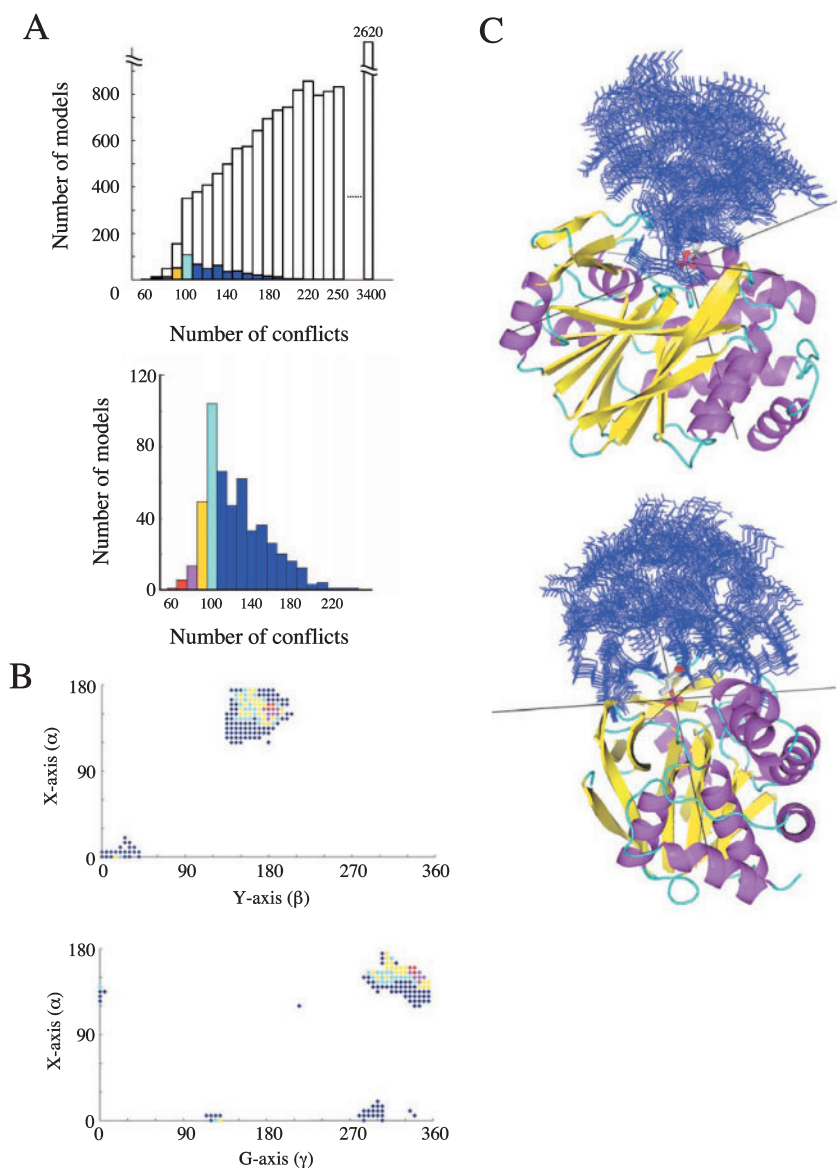 A
2620
800
600
400
200
0
Number of models
60 100 140 180 220 250 3400
Number of conflicts
120
80
40
0
Number of models
60 100 140 180 220
Number of conflicts
B
180
90
0
X-axis (α)
0 90 180 270 360
Y-axis (β)
180
90
0
X-axis (α)
0 90 180 270 360
G-axis (γ)
C